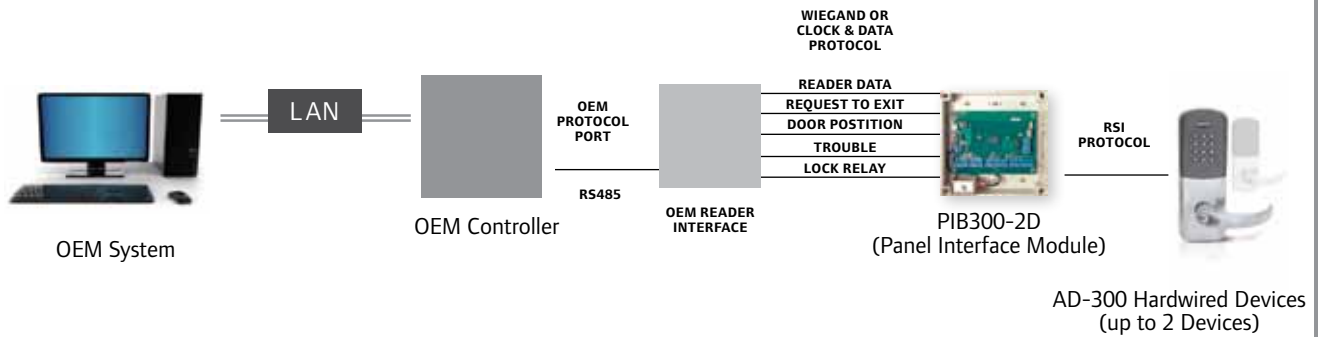 WIEGAND OR
CLOCK & DATA
PROTOCOL
LAN
OEM
PROTOCOL
PORT
RS485
READER DATA
REQUEST TO EXIT
DOOR POSTITION
TROUBLE
LOCK RELAY
RSI
PROTOCOL
OEM System
OEM Controller
OEM READER
INTERFACE
PIB300-2D
(Panel Interface Module)
AD-300 Hardwired Devices
(up to 2 Devices)